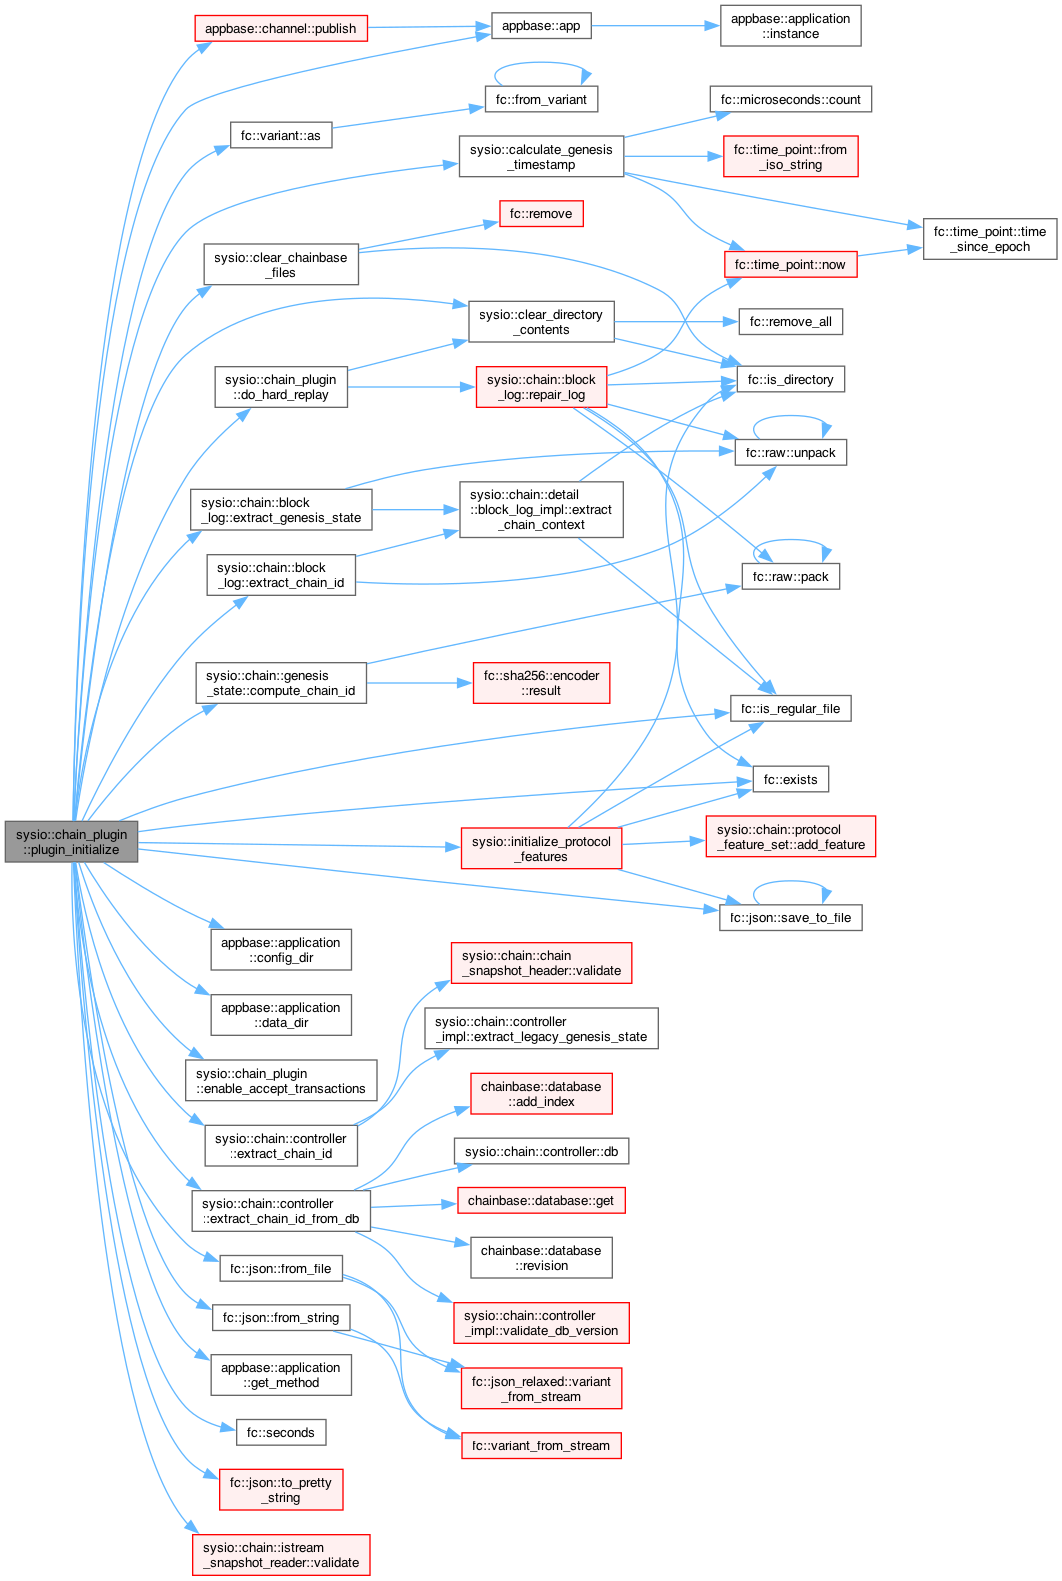 appbase::channel::publish
appbase::app
appbase::application
::instance
fc::from_variant
fc::variant::as
fc::microseconds::count
sysio::calculate_genesis
_timestamp
fc::time_point::from
_iso_string
fc::remove
fc::time_point::time
_since_epoch
sysio::clear_chainbase
_files
fc::time_point::now
sysio::clear_directory
_contents
fc::remove_all
sysio::chain_plugin
::do_hard_replay
sysio::chain::block
_log::repair_log
fc::is_directory
fc::raw::unpack
sysio::chain::block
_log::extract_genesis_state
sysio::chain::detail
::block_log_impl::extract
_chain_context
sysio::chain::block
_log::extract_chain_id
fc::raw::pack
sysio::chain::genesis
_state::compute_chain_id
fc::sha256::encoder
::result
fc::is_regular_file
fc::exists
sysio::chain_plugin
::plugin_initialize
sysio::initialize_protocol
_features
sysio::chain::protocol
_feature_set::add_feature
fc::json::save_to_file
appbase::application
::config_dir
sysio::chain::chain
_snapshot_header::validate
appbase::application
::data_dir
sysio::chain::controller
_impl::extract_legacy_genesis_state
sysio::chain_plugin
::enable_accept_transactions
chainbase::database
::add_index
sysio::chain::controller
::extract_chain_id
sysio::chain::controller::db
sysio::chain::controller
::extract_chain_id_from_db
chainbase::database::get
chainbase::database
::revision
fc::json::from_file
sysio::chain::controller
_impl::validate_db_version
fc::json::from_string
appbase::application
::get_method
fc::json_relaxed::variant
_from_stream
fc::seconds
fc::variant_from_stream
fc::json::to_pretty
_string
sysio::chain::istream
_snapshot_reader::validate